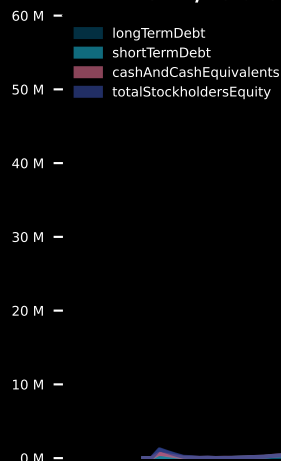 60 M
longTermDebt
shortTermDebt
cashAndCashEquivalents
totalStockholdersEquity
50 M
40 M
30 M
20 M
10 M
0 M